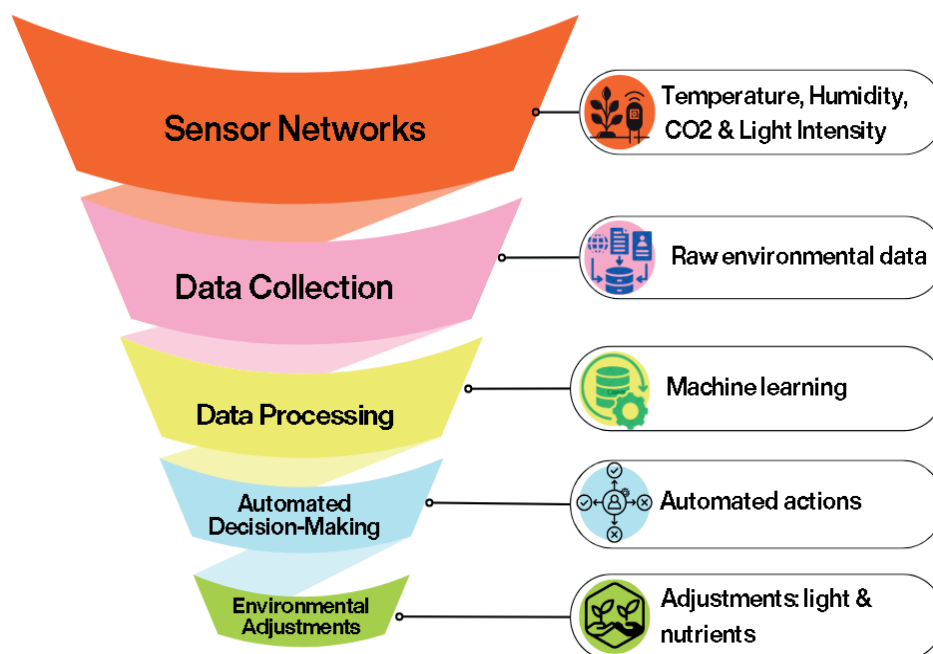 Sensor Networks
Temperature, Humidity,
CO2 & Light Intensity
Data Collection
Raw environmental data
Data Processing
Machine learning
Automated
Decision-Making
Automated actions
Environmental
Adjustments
Adjustments: light &
nutrients